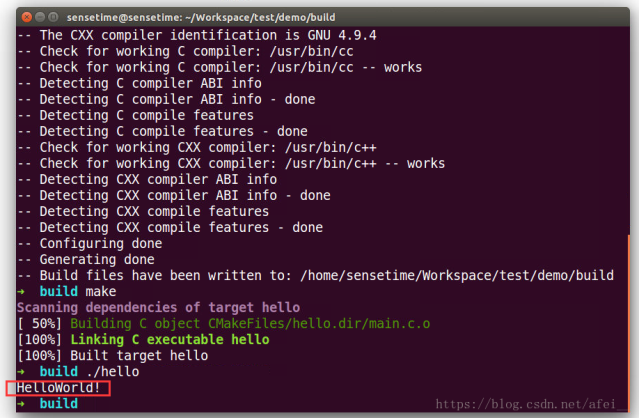 sensetime@sensetime: ~/Workspace/test/demo/build
-- The CXX compiler identification is GNU 4.9.4
-- Check for working C compiler: /usr/bin/cc
-- Check for working C compiler: /usr/bin/cc -- works
-- Detecting C compiler ABI info
-- Detecting C compiler ABI info - done
-- Detecting C compile features
-- Detecting C compile features - done
-- Check for working CXX compiler: /usr/bin/c++
-- Check for working CXX compiler: /usr/bin/c++ -- works
-- Detecting CXX compiler ABI info
-- Detecting CXX compiler ABI info - done
-- Detecting CXX compile features
-- Detecting CXX compile features - done
-- Configuring done
-- Generating done
-- Build files have been written to: /home/sensetime/Workspace/test/demo/build
➜ build make
Scanning dependencies of target hello
[ 50%] Building C object CMakeFiles/hello.dir/main.c.o
[100%] Linking C executable hello
[100%] Built target hello
➜ build ./hello
HelloWorld!
➜ build
https://blog.csdn.net/afei_